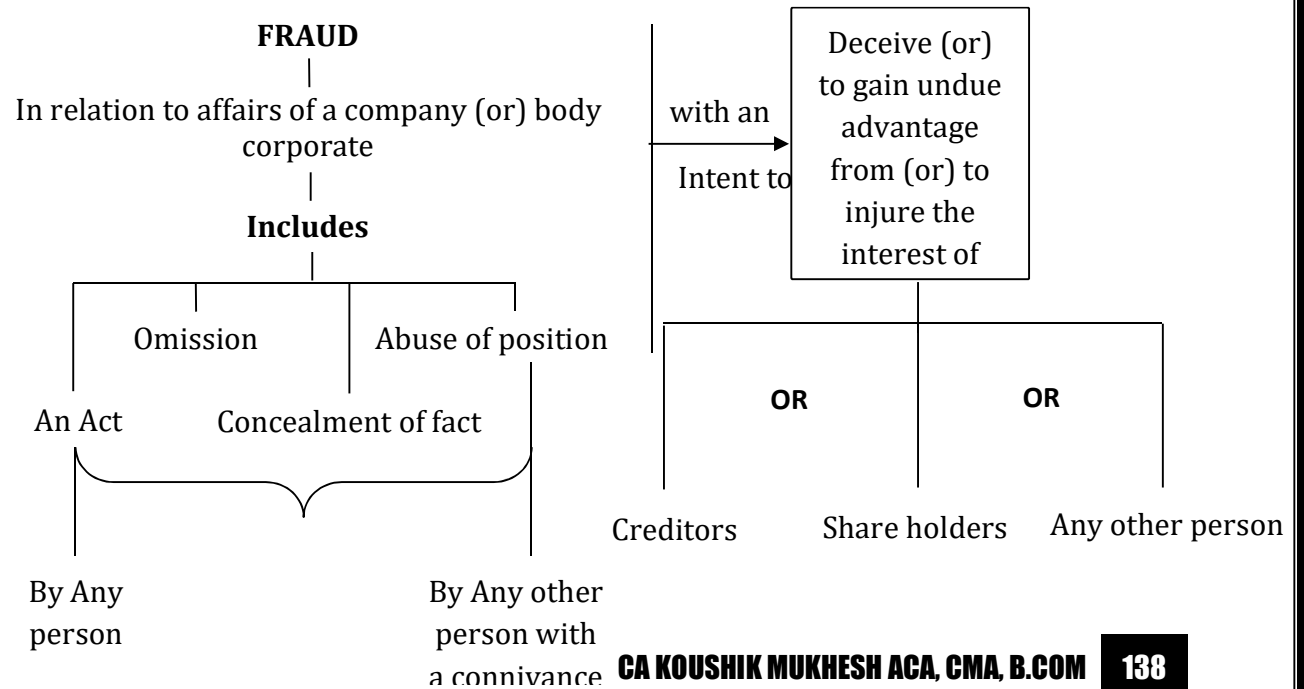 FRAUD
In relation to affairs of a company (or) body
corporate
Includes
Omission
Abuse of position
An Act
Concealment of fact
By Any
person
By Any other
person with
a connivance
with an
Intent to
Deceive (or)
to gain undue
advantage
from (or) to
injure the
interest of
OR
OR
Creditors
Share holders
Any other person
CA KOUSHIK MUKHESH ACA, CMA, B.COM
138